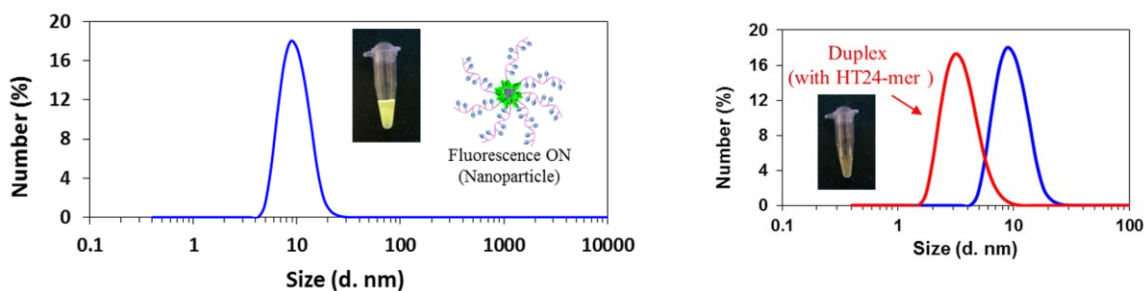 20
16
12
8
4
0
Number (%)
0.1 1 10 100 1000 10000
Size (d. nm)
Fluorescence ON
(Nanoparticle)
20
16
12
8
4
0
Number (%)
0.1 1 10 100
Size (d. nm)
Duplex
(with HT24-mer )